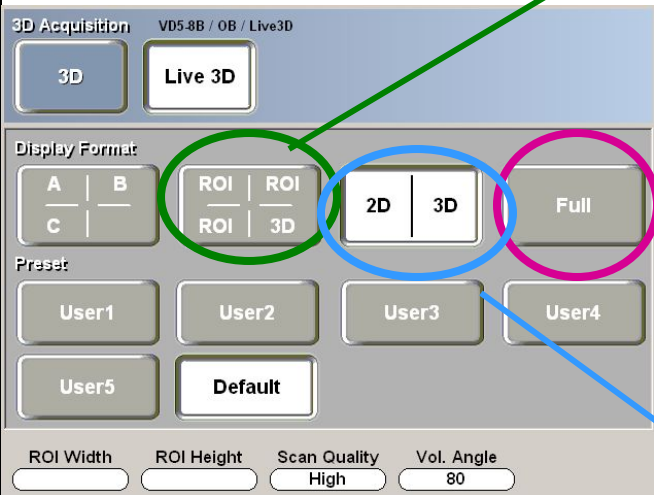 3D Acquisition VD5-8B / OB / Live3D
3D Live 3D
Display Format
A B
C
ROI ROI
ROI 3D
2D 3D
Full
Preset
User1 User2 User3 User4
User5 Default
ROI Width ROI Height Scan Quality Vol. Angle
High 80